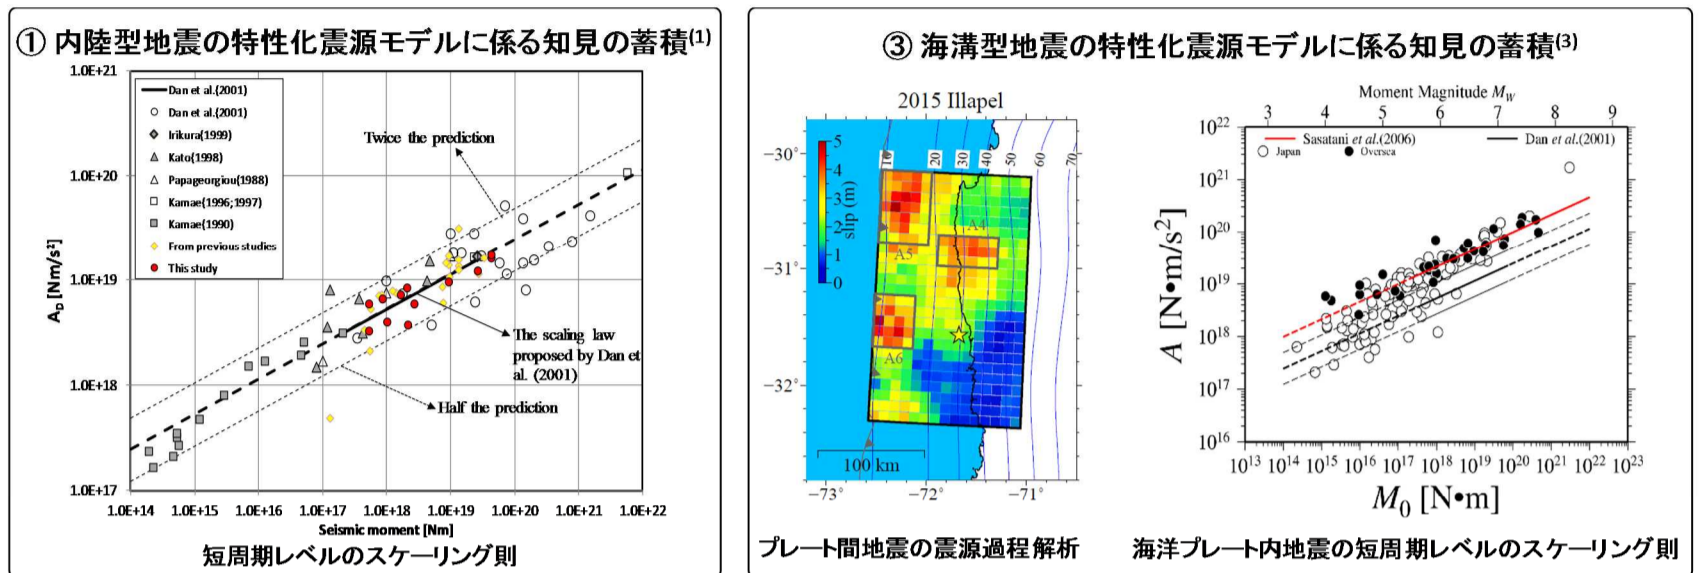 ① 内陸型地震の特性化震源モデルに係る知見の蓄積(1)
1.0E+21
1.0E+20
1.0E+19
1.0E+18
1.0E+17
AD [Nm/s²]
Dan et al.(2001)
Dan et al.(2001)
Irikura(1999)
Kato(1998)
Papageorgiou(1988)
Kamae(1996;1997)
Kamae(1990)
From previous studies
This study
Twice the prediction
The scaling law
proposed by Dan et
al. (2001)
Half the prediction
1.0E+14 1.0E+15 1.0E+16 1.0E+17 1.0E+18 1.0E+19 1.0E+20 1.0E+21 1.0E+22
Seismic moment [Nm]
短周期レベルのスケーリング則
③ 海溝型地震の特性化震源モデルに係る知見の蓄積(3)
2015 Illapel
−30°
−31°
−32°
5
4
3
2
1
0
slip (m)
20 30 40 50 60 70
A4
A5
A6
100 km
−73° −72° −71°
プレート間地震の震源過程解析
Moment Magnitude MW
3 4 5 6 7 8 9
Sasatani et al.(2006) Dan et al.(2001)
Japan Oversea
10²²
10²¹
10²⁰
10¹⁹
10¹⁸
10¹⁷
10¹⁶
A [N•m/s²]
10¹³ 10¹⁴ 10¹⁵ 10¹⁶ 10¹⁷ 10¹⁸ 10¹⁹ 10²⁰ 10²¹ 10²² 10²³
M₀ [N•m]
海洋プレート内地震の短周期レベルのスケーリング則